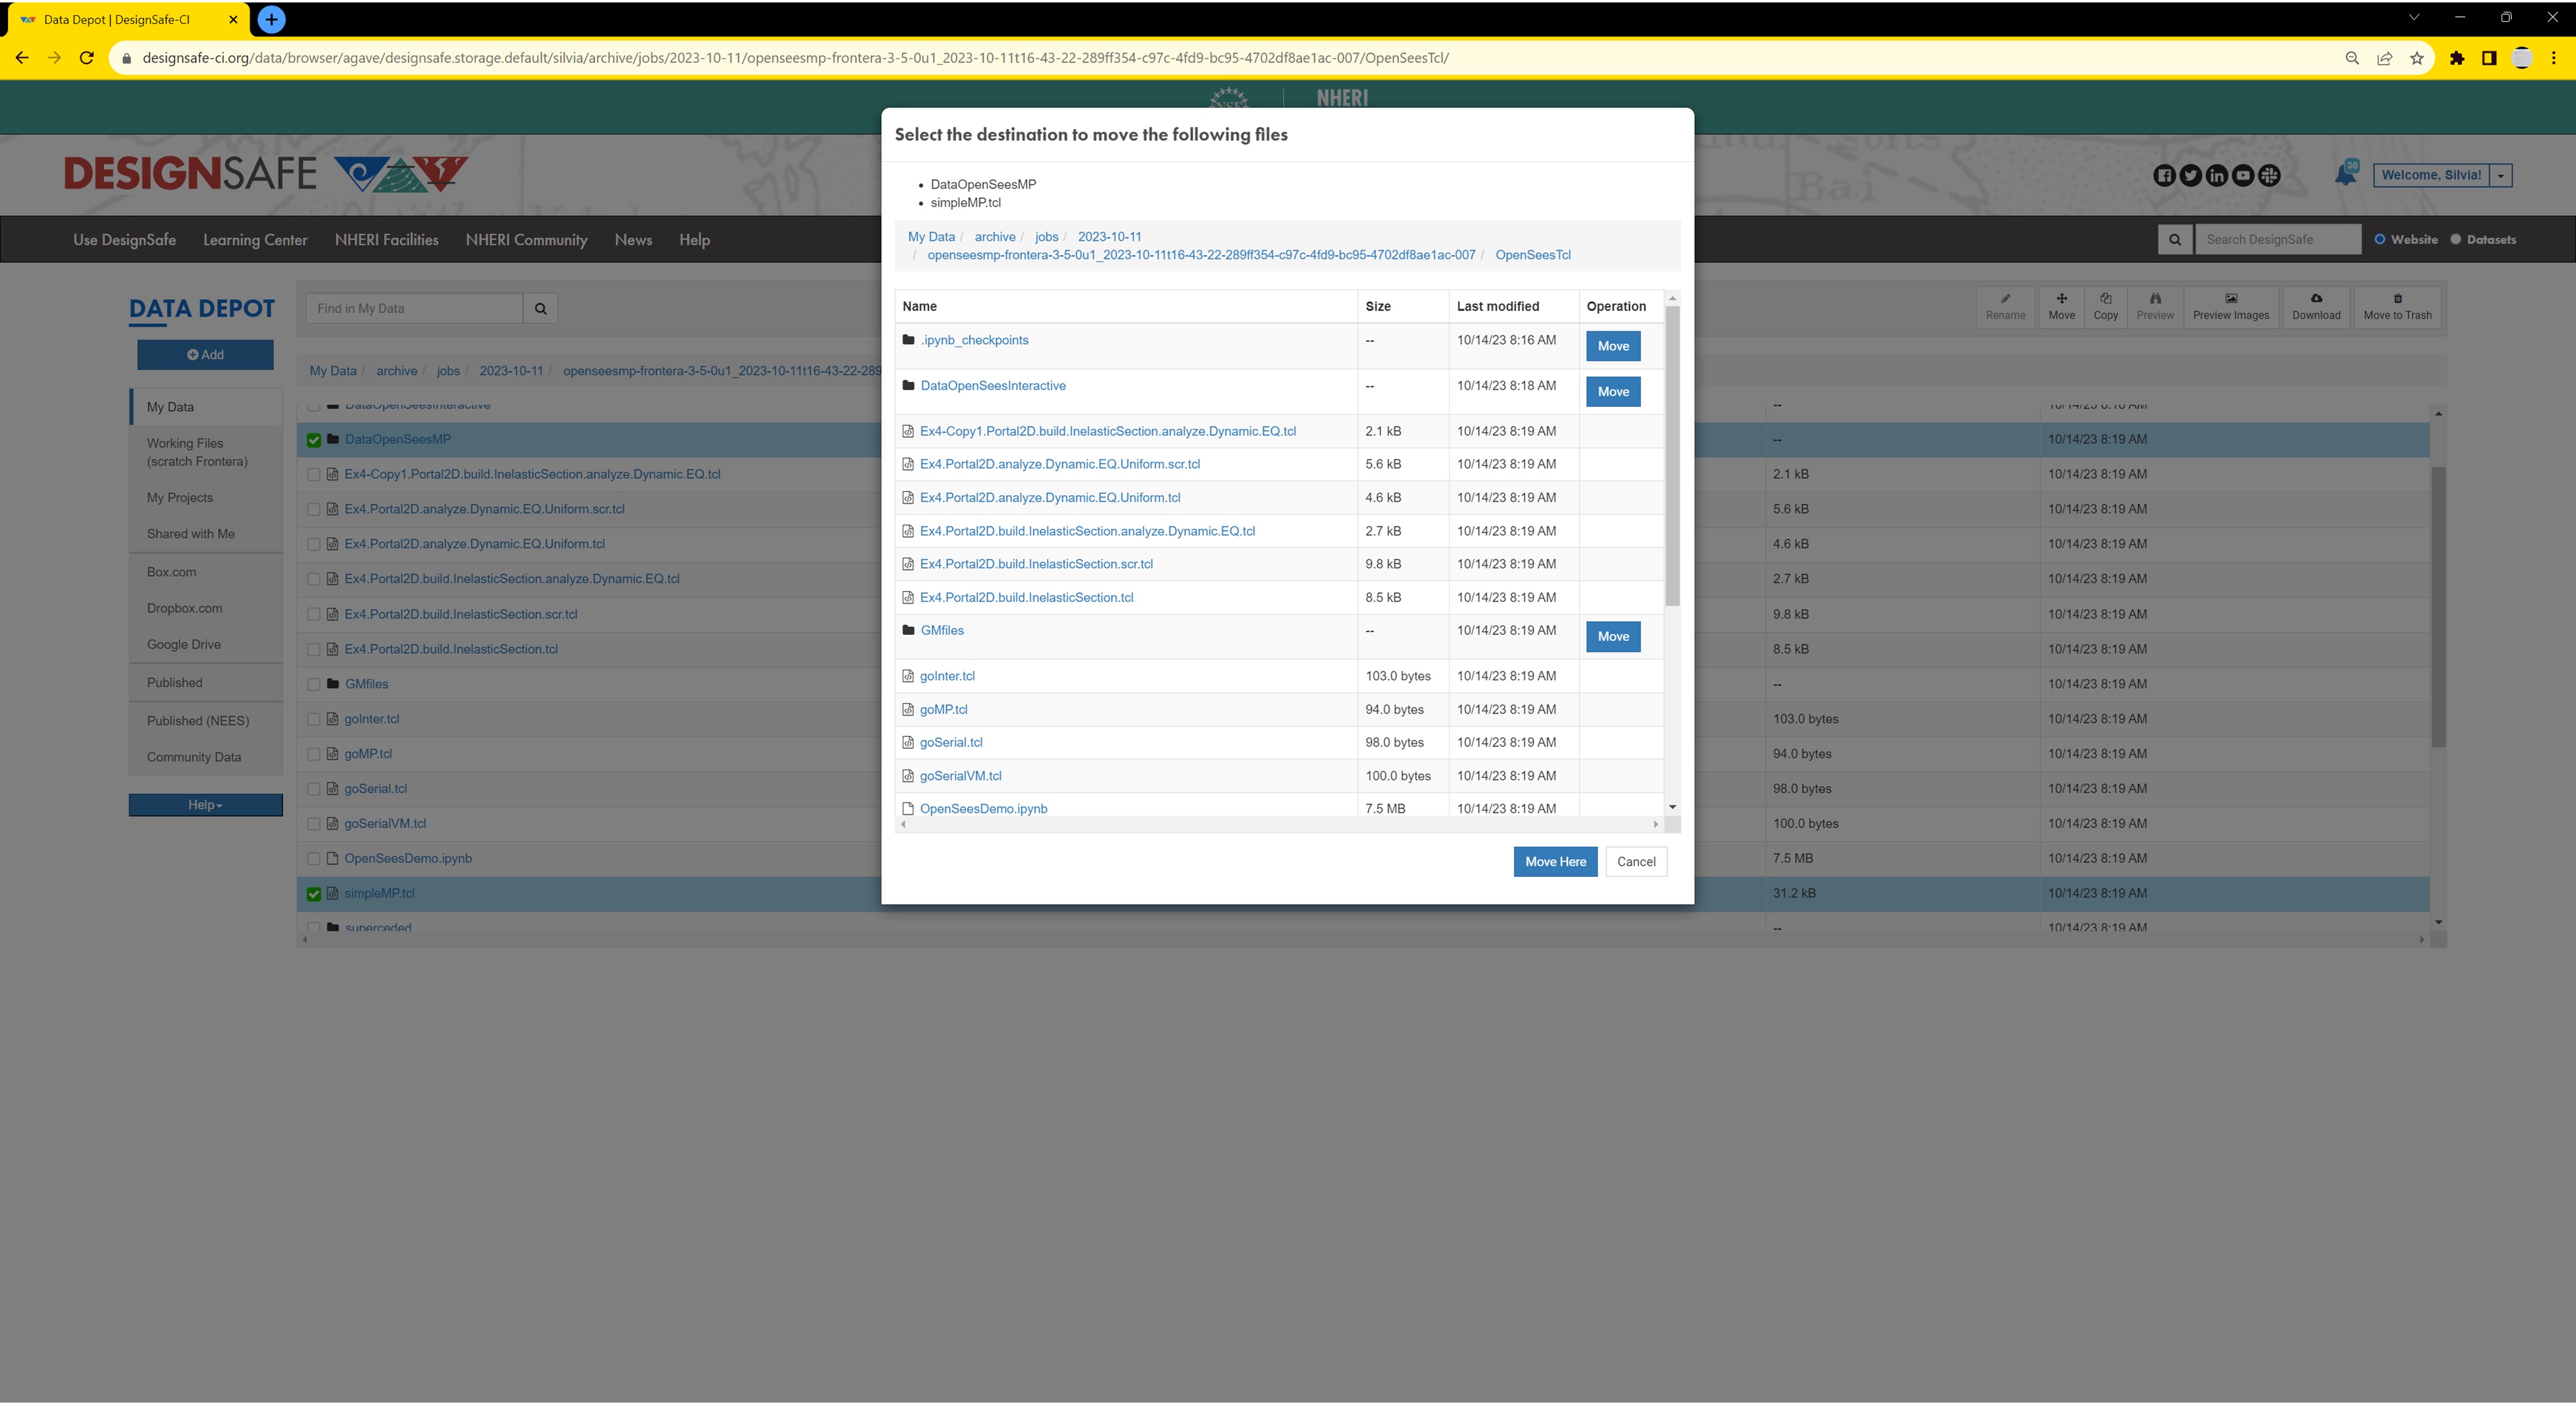 Data Depot | DesignSafe-CI
designsafe-ci.org/data/browser/agave/designsafe.storage.default/silvia/archive/jobs/2023-10-11/openseesmp-frontera-3-5-0u1_2023-10-11t16-43-22-289ff354-c97c-4fd9-bc95-4702df8ae1ac-007/OpenSeesTcl/
NSF NHERI
DESIGNSAFE
30
Welcome, Silvia!
Use DesignSafe Learning Center NHERI Facilities NHERI Community News Help
Search DesignSafe Website Datasets
DATA DEPOT
Add
My Data
Working Files
(scratch Frontera)
My Projects
Shared with Me
Box.com
Dropbox.com
Google Drive
Published
Published (NEES)
Community Data
Help
Find in My Data
Rename Move Copy Preview Preview Images Download Move to Trash
My Data / archive / jobs / 2023-10-11 / openseesmp-frontera-3-5-0u1_2023-10-11t16-43-22-289
DataOpenSeesInteractive -- 10/14/23 8:18 AM
DataOpenSeesMP -- 10/14/23 8:19 AM
Ex4-Copy1.Portal2D.build.InelasticSection.analyze.Dynamic.EQ.tcl 2.1 kB 10/14/23 8:19 AM
Ex4.Portal2D.analyze.Dynamic.EQ.Uniform.scr.tcl 5.6 kB 10/14/23 8:19 AM
Ex4.Portal2D.analyze.Dynamic.EQ.Uniform.tcl 4.6 kB 10/14/23 8:19 AM
Ex4.Portal2D.build.InelasticSection.analyze.Dynamic.EQ.tcl 2.7 kB 10/14/23 8:19 AM
Ex4.Portal2D.build.InelasticSection.scr.tcl 9.8 kB 10/14/23 8:19 AM
Ex4.Portal2D.build.InelasticSection.tcl 8.5 kB 10/14/23 8:19 AM
GMfiles -- 10/14/23 8:19 AM
goInter.tcl 103.0 bytes 10/14/23 8:19 AM
goMP.tcl 94.0 bytes 10/14/23 8:19 AM
goSerial.tcl 98.0 bytes 10/14/23 8:19 AM
goSerialVM.tcl 100.0 bytes 10/14/23 8:19 AM
OpenSeesDemo.ipynb 7.5 MB 10/14/23 8:19 AM
simpleMP.tcl 31.2 kB 10/14/23 8:19 AM
superceded -- 10/14/23 8:19 AM
Select the destination to move the following files
• DataOpenSeesMP
• simpleMP.tcl
My Data / archive / jobs / 2023-10-11
/ openseesmp-frontera-3-5-0u1_2023-10-11t16-43-22-289ff354-c97c-4fd9-bc95-4702df8ae1ac-007 / OpenSeesTcl
Name Size Last modified Operation
.ipynb_checkpoints -- 10/14/23 8:16 AM Move
DataOpenSeesInteractive -- 10/14/23 8:18 AM Move
Ex4-Copy1.Portal2D.build.InelasticSection.analyze.Dynamic.EQ.tcl 2.1 kB 10/14/23 8:19 AM
Ex4.Portal2D.analyze.Dynamic.EQ.Uniform.scr.tcl 5.6 kB 10/14/23 8:19 AM
Ex4.Portal2D.analyze.Dynamic.EQ.Uniform.tcl 4.6 kB 10/14/23 8:19 AM
Ex4.Portal2D.build.InelasticSection.analyze.Dynamic.EQ.tcl 2.7 kB 10/14/23 8:19 AM
Ex4.Portal2D.build.InelasticSection.scr.tcl 9.8 kB 10/14/23 8:19 AM
Ex4.Portal2D.build.InelasticSection.tcl 8.5 kB 10/14/23 8:19 AM
GMfiles -- 10/14/23 8:19 AM Move
goInter.tcl 103.0 bytes 10/14/23 8:19 AM
goMP.tcl 94.0 bytes 10/14/23 8:19 AM
goSerial.tcl 98.0 bytes 10/14/23 8:19 AM
goSerialVM.tcl 100.0 bytes 10/14/23 8:19 AM
OpenSeesDemo.ipynb 7.5 MB 10/14/23 8:19 AM
Move Here Cancel